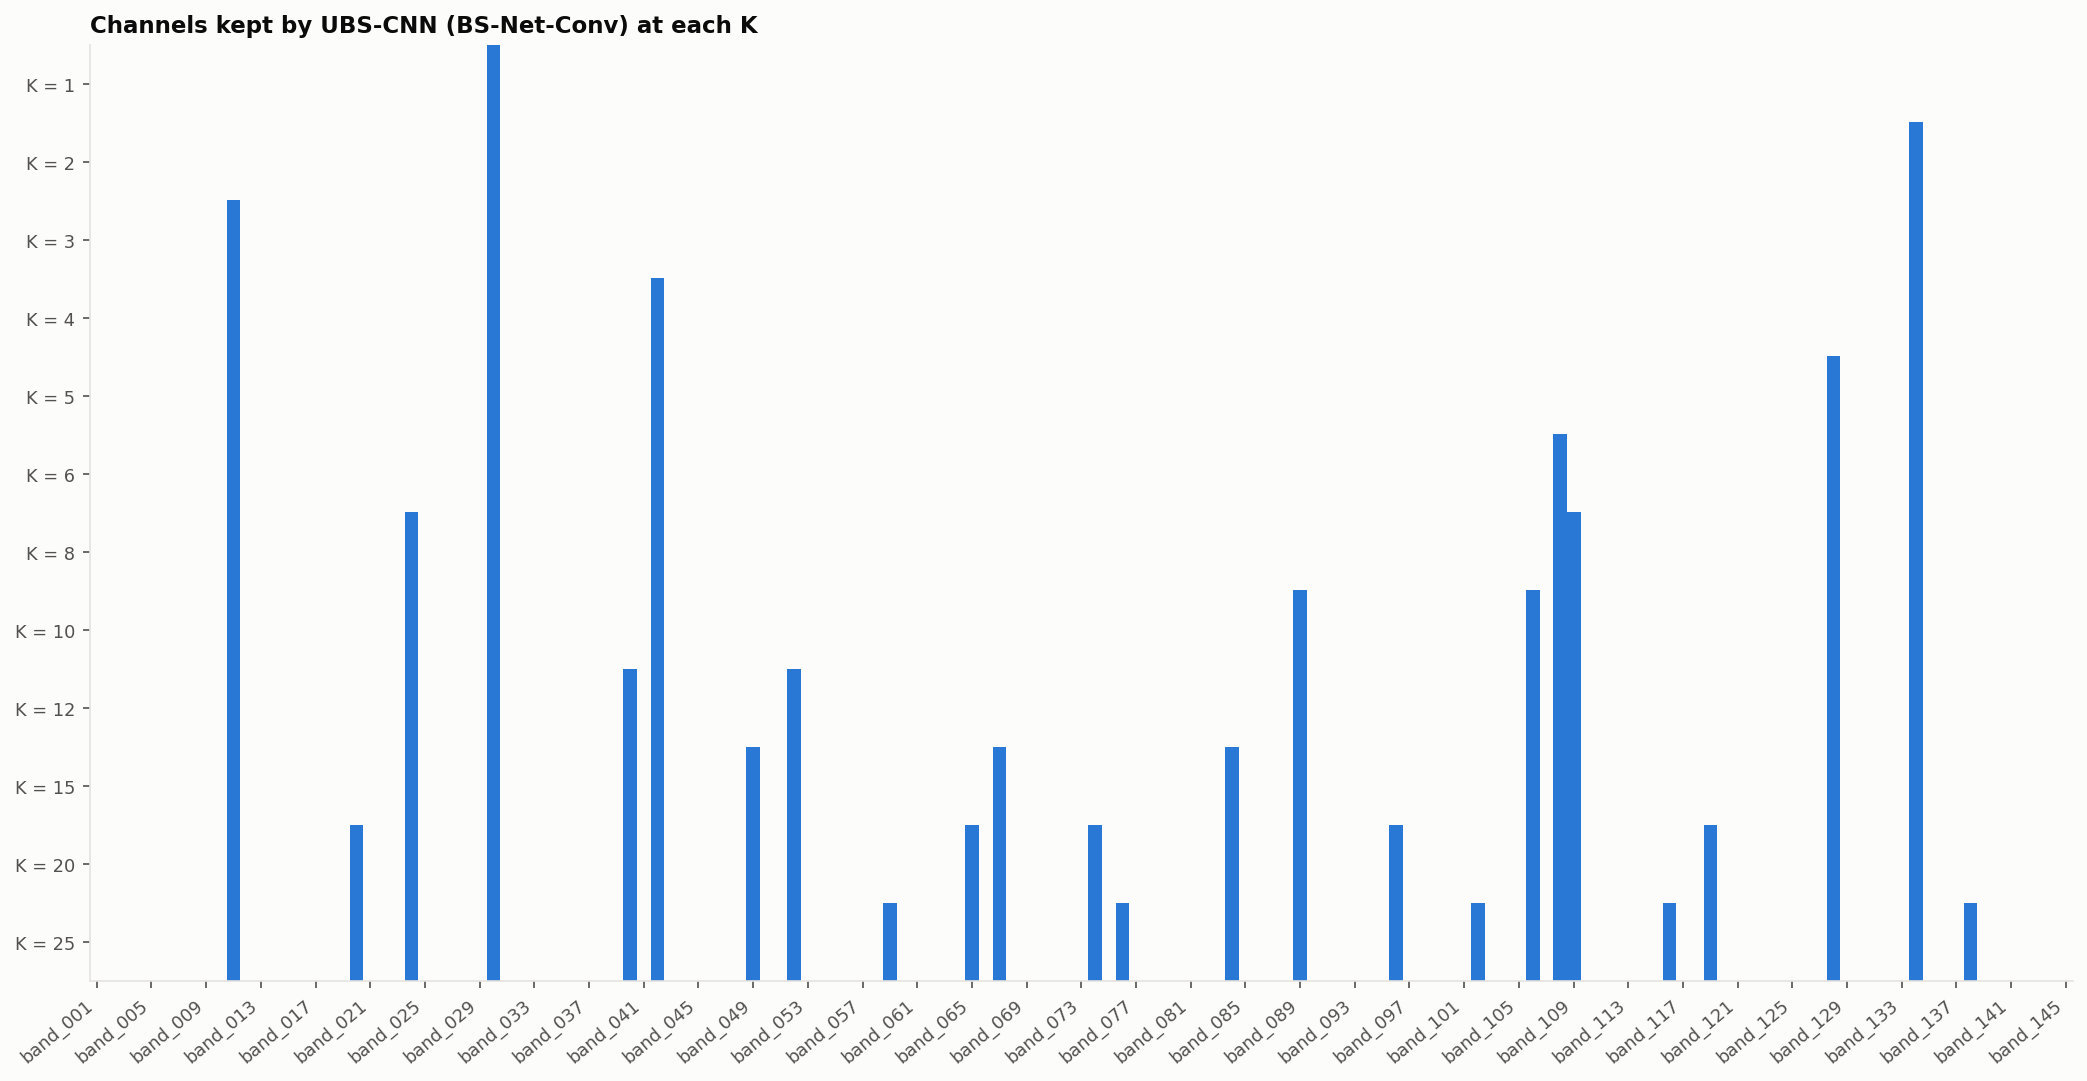 Channels kept by UBS-CNN (BS-Net-Conv) at each K
K = 1
K = 2
K = 3
K = 4
K = 5
K = 6
K = 8
K = 10
K = 12
K = 15
K = 20
K = 25
band_001
band_005
band_009
band_013
band_017
band_021
band_025
band_029
band_033
band_037
band_041
band_045
band_049
band_053
band_057
band_061
band_065
band_069
band_073
band_077
band_081
band_085
band_089
band_093
band_097
band_101
band_105
band_109
band_113
band_117
band_121
band_125
band_129
band_133
band_137
band_141
band_145